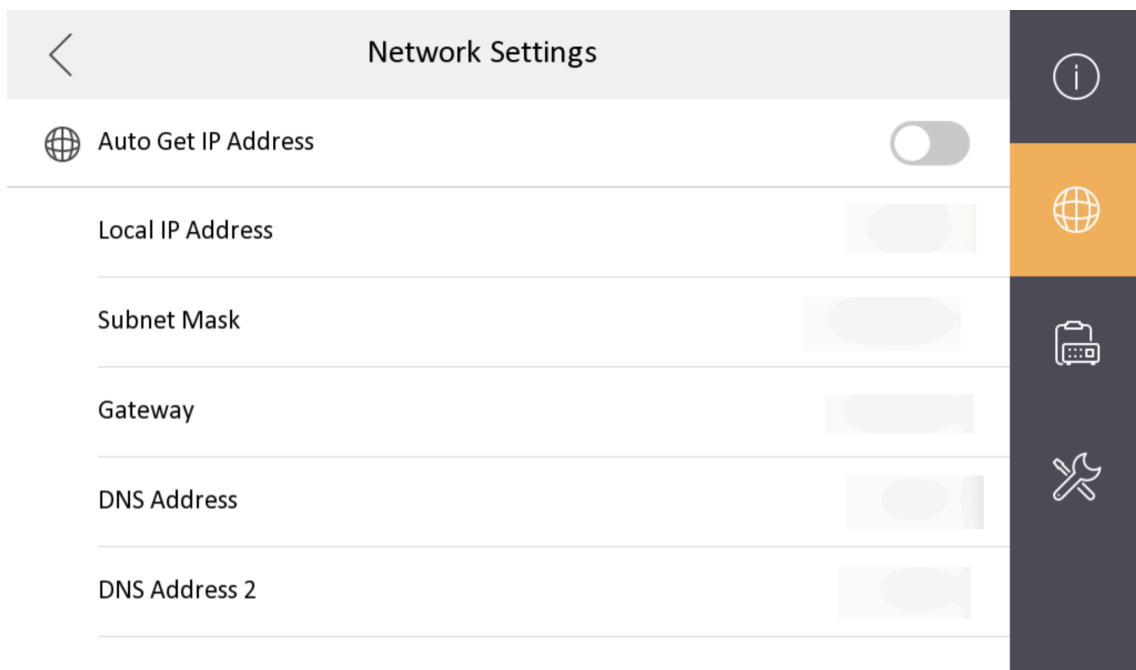 Network Settings
Auto Get IP Address
Local IP Address
Subnet Mask
Gateway
DNS Address
DNS Address 2